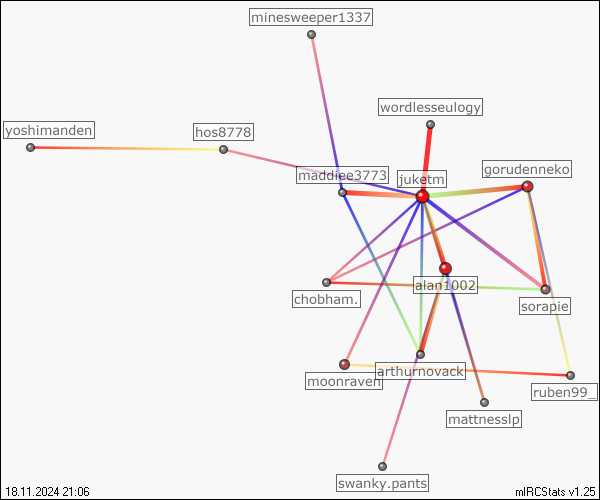 minesweeper1337
wordlesseulogy
yoshimanden
hos8778
gorudenneko
maddiee3773
juketm
alan1002
chobham.
sorapie
moonraven
arthurnovack
ruben99_
mattnesslp
swanky.pants
18.11.2024 21:06
mIRCStats v1.25